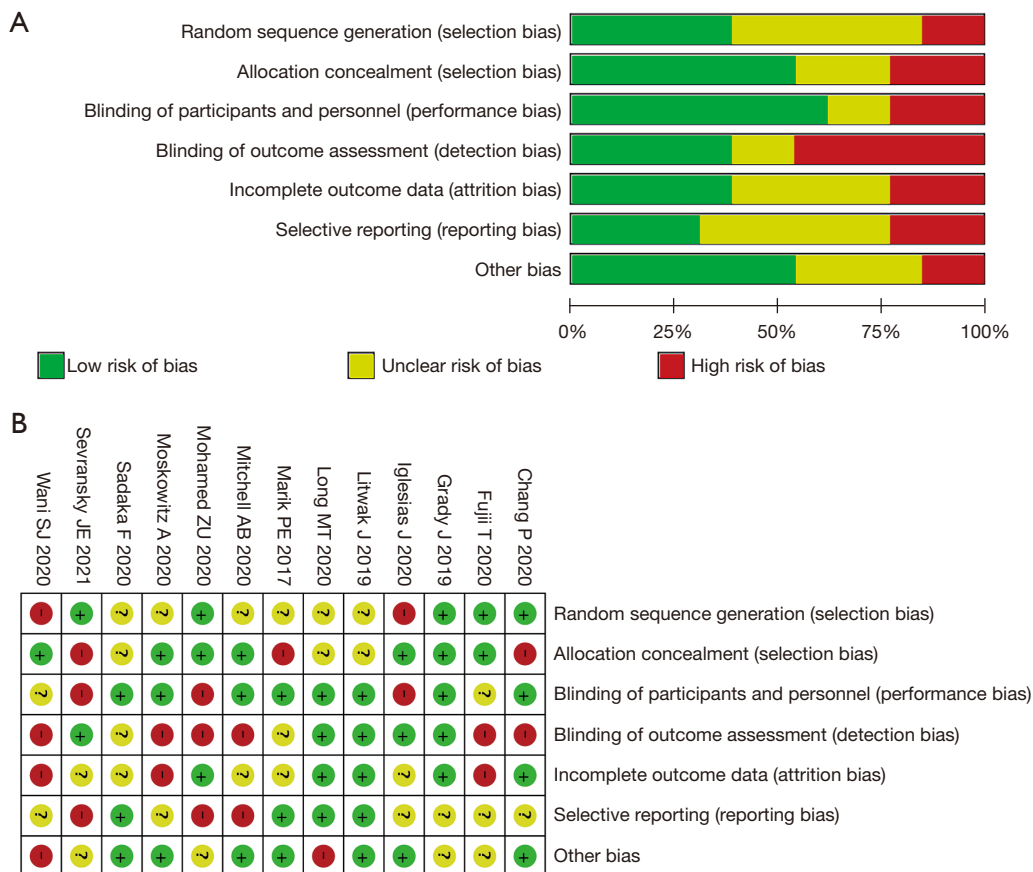 A
Random sequence generation (selection bias)
Allocation concealment (selection bias)
Blinding of participants and personnel (performance bias)
Blinding of outcome assessment (detection bias)
Incomplete outcome data (attrition bias)
Selective reporting (reporting bias)
Other bias
0% 25% 50% 75% 100%
Low risk of bias Unclear risk of bias High risk of bias
B
Wani SJ 2020
Sevransky JE 2021
Sadaka F 2020
Moskowitz A 2020
Mohamed ZU 2020
Mitchell AB 2020
Marik PE 2017
Long MT 2020
Litwak J 2019
Iglesias J 2020
Grady J 2019
Fujii T 2020
Chang P 2020
- + ? ? + ? ? ? ? - + + + Random sequence generation (selection bias)
+ - ? + + + - ? ? + + + - Allocation concealment (selection bias)
? - + + - + + + + - + ? + Blinding of participants and personnel (performance bias)
- + ? - - - ? + + + + - - Blinding of outcome assessment (detection bias)
- ? ? - + ? ? + + ? + - + Incomplete outcome data (attrition bias)
? - + ? - - + + + ? ? ? ? Selective reporting (reporting bias)
- ? + + ? + + - + + ? ? + Other bias